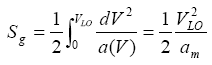 $S_g = \frac{1}{2} \int_0^{V_{LO}} \frac{dV^2}{a(V)} = \frac{1}{2} \frac{V_{LO}^2}{a_m}$